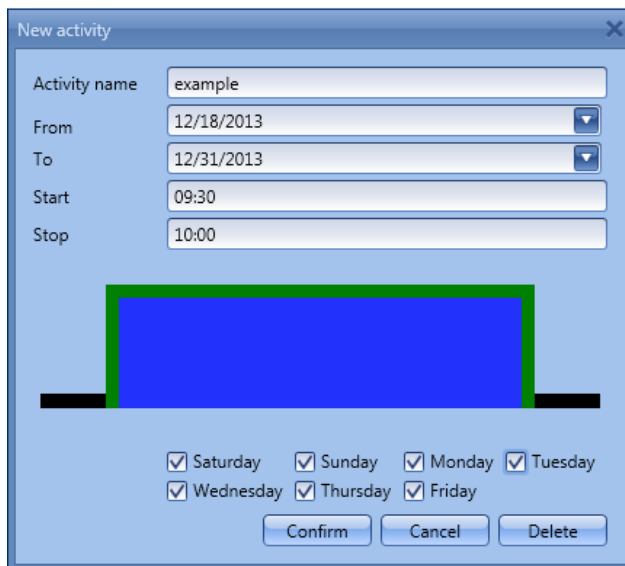 New activity
Activity name example
From 12/18/2013
To 12/31/2013
Start 09:30
Stop 10:00
Saturday Sunday Monday Tuesday
Wednesday Thursday Friday
Confirm Cancel Delete